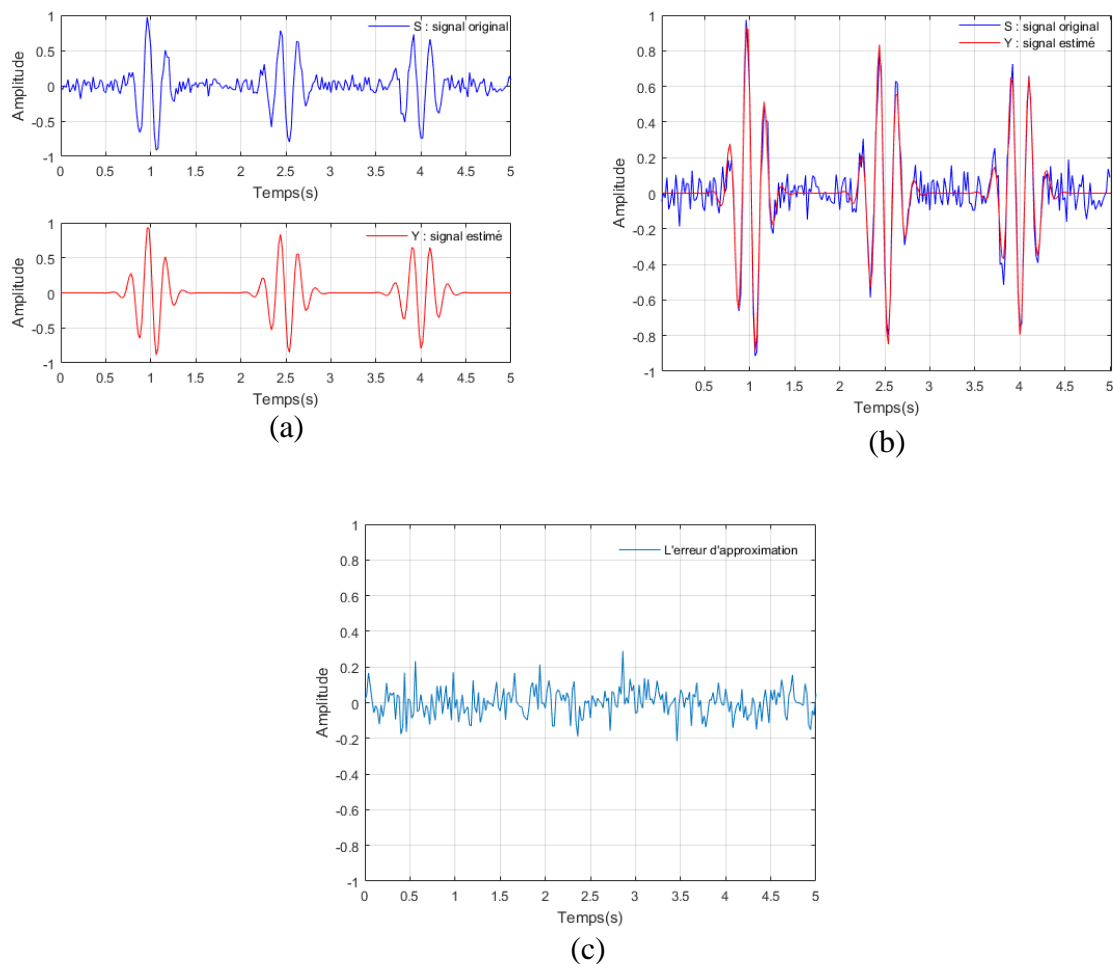 S : signal original
Amplitude
1
0.5
0
-0.5
-1
0 0.5 1 1.5 2 2.5 3 3.5 4 4.5 5
Temps(s)
Y : signal estimé
Amplitude
1
0.5
0
-0.5
-1
0 0.5 1 1.5 2 2.5 3 3.5 4 4.5 5
Temps(s)
(a)
S : signal original
Y : signal estimé
Amplitude
1
0.8
0.6
0.4
0.2
0
-0.2
-0.4
-0.6
-0.8
-1
0.5 1 1.5 2 2.5 3 3.5 4 4.5 5
Temps(s)
(b)
L'erreur d'approximation
Amplitude
1
0.8
0.6
0.4
0.2
0
-0.2
-0.4
-0.6
-0.8
-1
0 0.5 1 1.5 2 2.5 3 3.5 4 4.5 5
Temps(s)
(c)